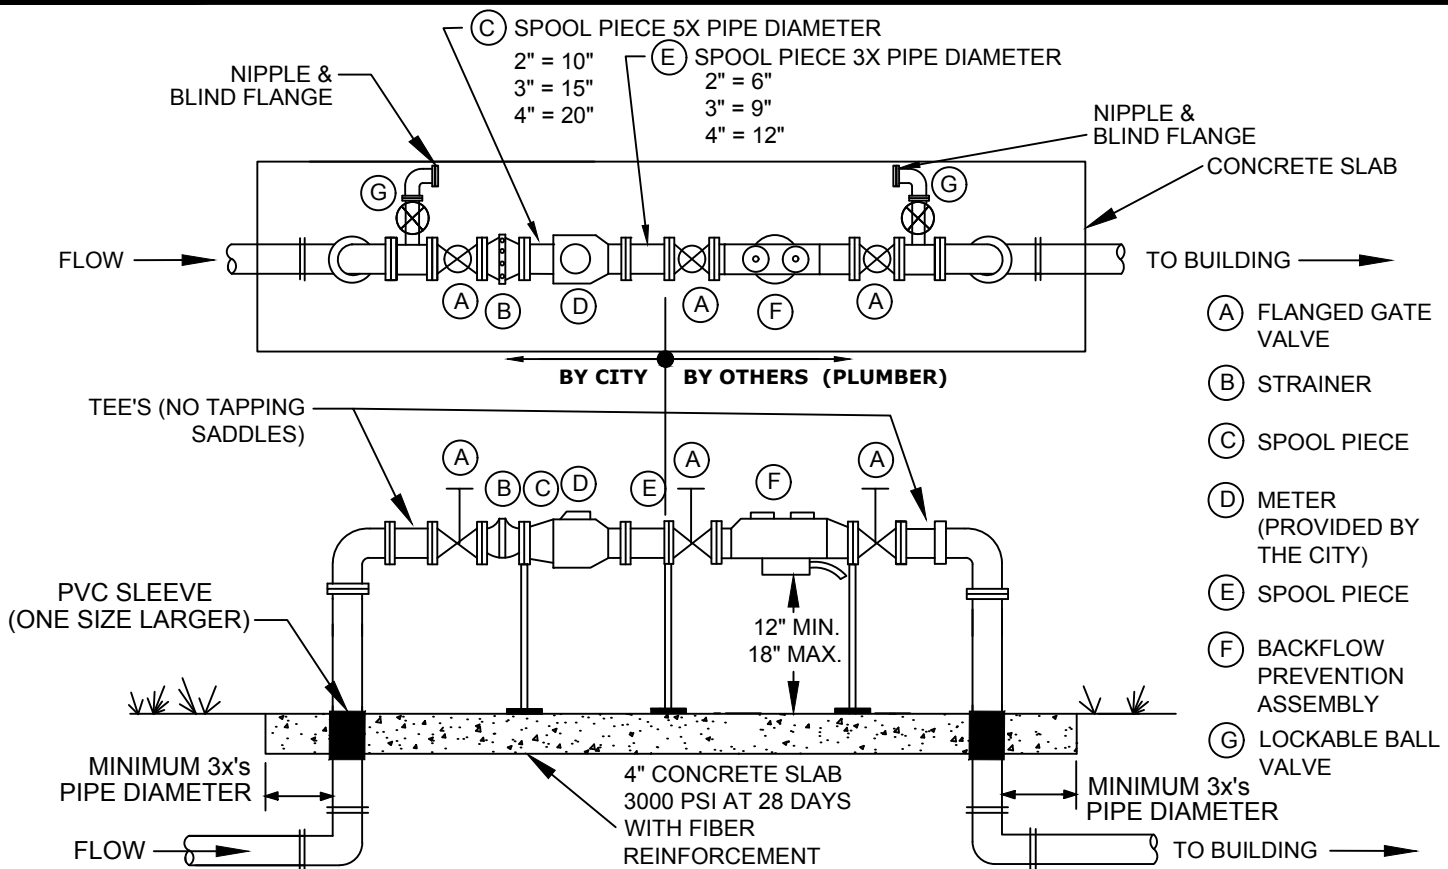 C SPOOL PIECE 5X PIPE DIAMETER
2" = 10"
3" = 15"
4" = 20"
E SPOOL PIECE 3X PIPE DIAMETER
2" = 6"
3" = 9"
4" = 12"
NIPPLE &
BLIND FLANGE
NIPPLE &
BLIND FLANGE
CONCRETE SLAB
G
G
FLOW
TO BUILDING
A
B
D
A
F
A
BY CITY
BY OTHERS (PLUMBER)
TEE'S (NO TAPPING
SADDLES)
A
B
C
D
E
A
F
A
PVC SLEEVE
(ONE SIZE LARGER)
12" MIN.
18" MAX.
MINIMUM 3x's
PIPE DIAMETER
4" CONCRETE SLAB
3000 PSI AT 28 DAYS
WITH FIBER
REINFORCEMENT
MINIMUM 3x's
PIPE DIAMETER
FLOW
TO BUILDING
A FLANGED GATE
VALVE
B STRAINER
C SPOOL PIECE
D METER
(PROVIDED BY
THE CITY)
E SPOOL PIECE
F BACKFLOW
PREVENTION
ASSEMBLY
G LOCKABLE BALL
VALVE